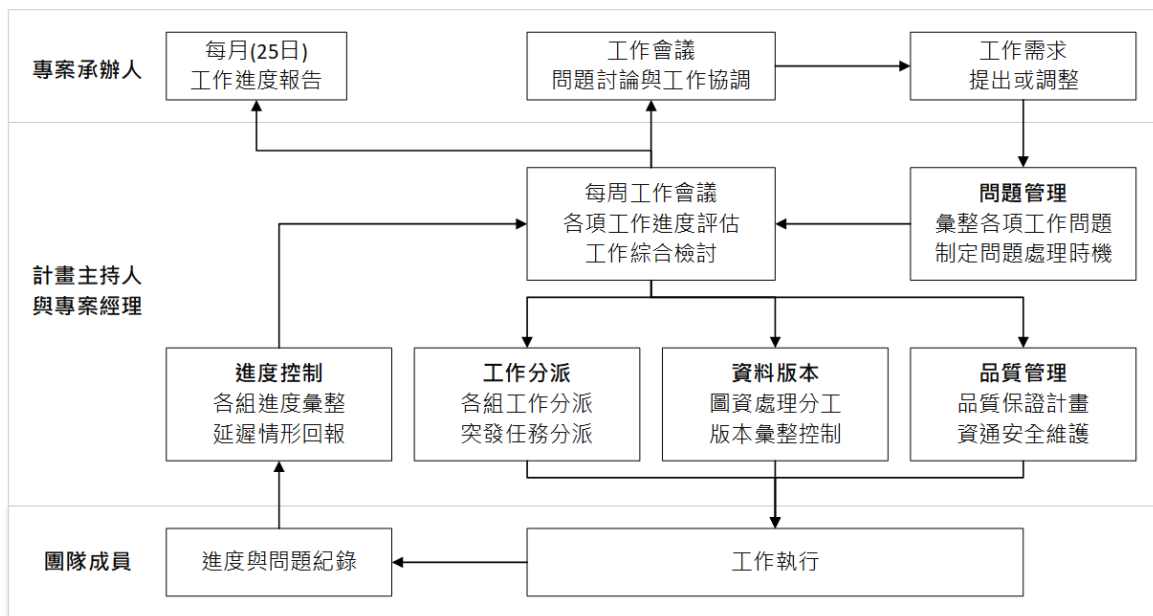 專案承辦人
每月(25日)
工作進度報告
工作會議
問題討論與工作協調
工作需求
提出或調整
計畫主持人
與專案經理
每周工作會議
各項工作進度評估
工作綜合檢討
問題管理
彙整各項工作問題
制定問題處理時機
進度控制
各組進度彙整
延遲情形回報
工作分派
各組工作分派
突發任務分派
資料版本
圖資處理分工
版本彙整控制
品質管理
品質保證計畫
資通安全維護
團隊成員
進度與問題紀錄
工作執行